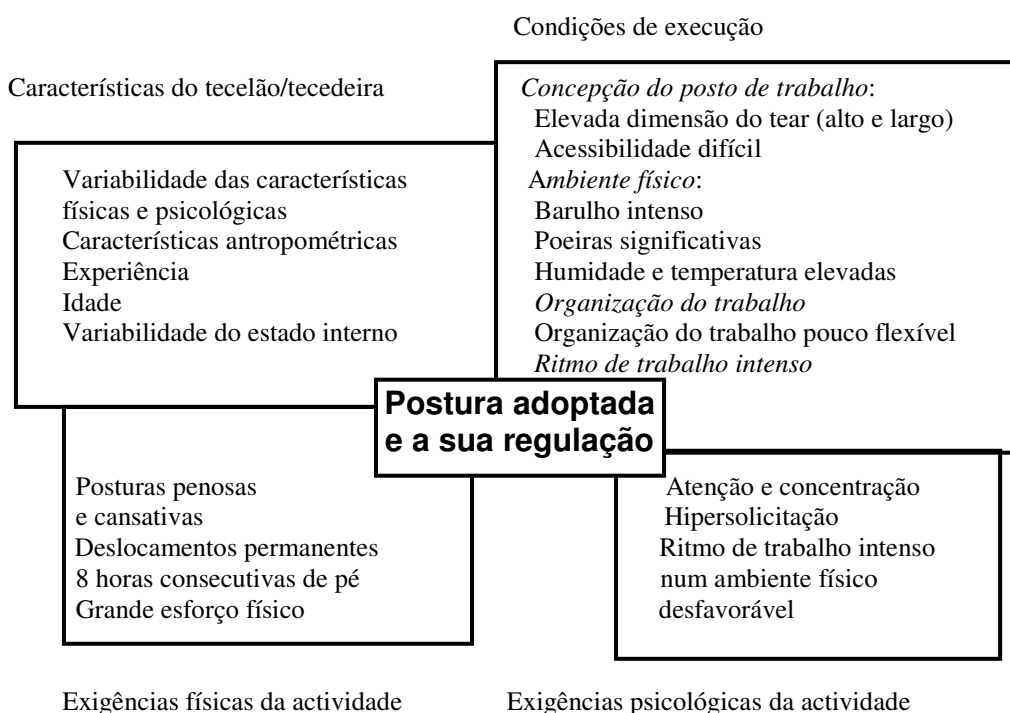 Condições de execução
Características do tecelão/tecedeira
Concepção do posto de trabalho:
Elevada dimensão do tear (alto e largo)
Acessibilidade difícil
Ambiente físico:
Barulho intenso
Poeiras significativas
Humidade e temperatura elevadas
Organização do trabalho
Organização do trabalho pouco flexível
Ritmo de trabalho intenso
Variabilidade das características
físicas e psicológicas
Características antropométricas
Experiência
Idade
Variabilidade do estado interno
Postura adoptada
e a sua regulação
Posturas penosas
e cansativas
Deslocamentos permanentes
8 horas consecutivas de pé
Grande esforço físico
Atenção e concentração
Hipersolicitação
Ritmo de trabalho intenso
num ambiente físico
desfavorável
Exigências físicas da actividade
Exigências psicológicas da actividade